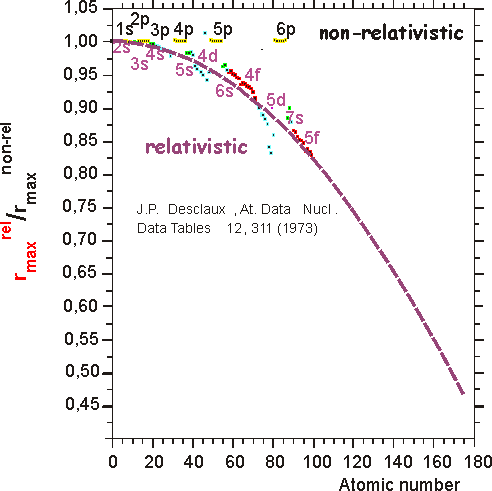 1,05
1,00
0,95
0,90
0,85
0,80
0,75
0,70
0,65
0,60
0,55
0,50
0,45
r max rel /r max non-rel
1s 2p 3p 4p 5p 6p non-relativistic
2s 3s 4s 5s 4d 6s 4f 5d 7s 5f
relativistic
J.P. Desclaux , At. Data Nucl .
Data Tables 12, 311 (1973)
0 20 40 60 80 100 120 140 160 180
Atomic number